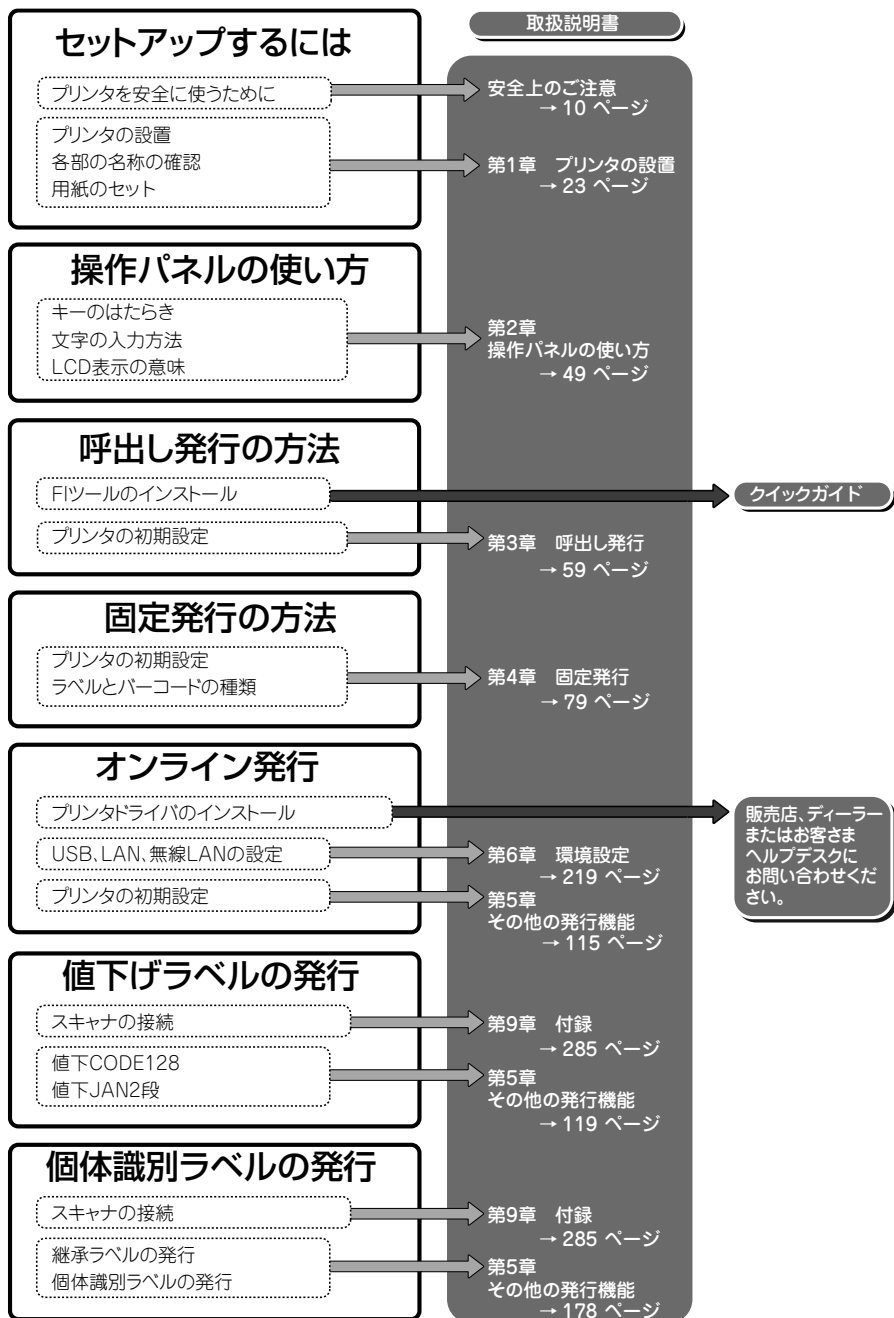 セットアップするには
取扱説明書
プリンタを安全に使うために
安全上のご注意
→ 10 ページ
プリンタの設置
各部の名称の確認
用紙のセット
第1章　プリンタの設置
→ 23 ページ
操作パネルの使い方
キーのはたらき
文字の入力方法
LCD表示の意味
第2章
操作パネルの使い方
→ 49 ページ
呼出し発行の方法
FIツールのインストール
クイックガイド
プリンタの初期設定
第3章　呼出し発行
→ 59 ページ
固定発行の方法
プリンタの初期設定
ラベルとバーコードの種類
第4章　固定発行
→ 79 ページ
オンライン発行
プリンタドライバのインストール
販売店、ディーラー
またはお客さま
ヘルプデスクに
お問い合わせくだ
さい。
USB、LAN、無線LANの設定
第6章　環境設定
→ 219 ページ
プリンタの初期設定
第5章
その他の発行機能
→ 115 ページ
値下げラベルの発行
スキャナの接続
第9章　付録
→ 285 ページ
値下CODE128
値下JAN2段
第5章
その他の発行機能
→ 119 ページ
個体識別ラベルの発行
スキャナの接続
第9章　付録
→ 285 ページ
継承ラベルの発行
個体識別ラベルの発行
第5章
その他の発行機能
→ 178 ページ